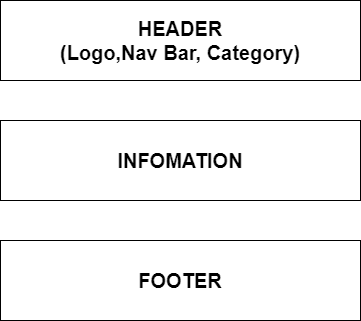 HEADER
(Logo,Nav Bar, Category)
INFOMATION
FOOTER